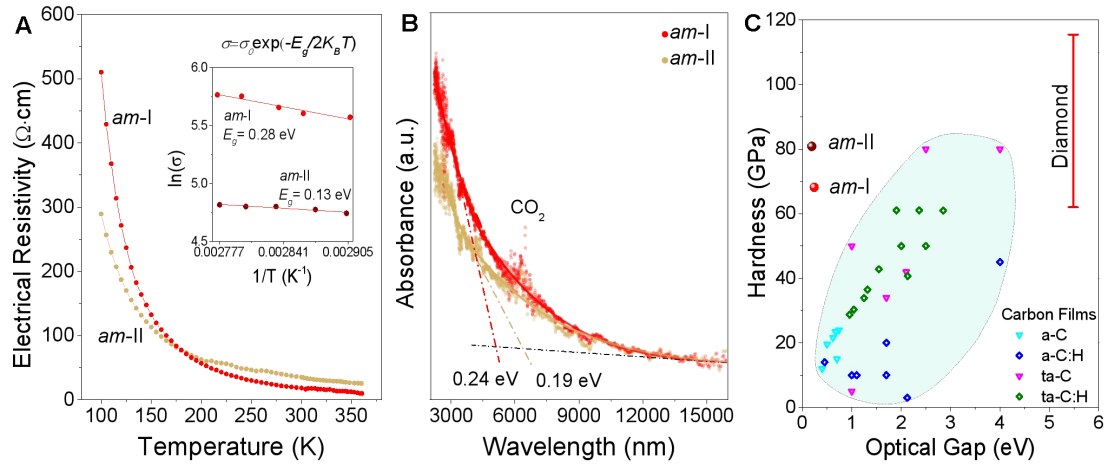 A
σ=σ₀exp(-E_g/2K_BT)
Electrical Resistivity (Ω·cm)
600
500
400
300
200
100
0
100
150
200
250
300
350
Temperature (K)
am-I
am-II
ln(σ)
6.0
5.5
5.0
4.5
am-I
E_g= 0.28 eV
am-II
E_g= 0.13 eV
0.002777
0.002841
0.002905
1/T (K⁻¹)
B
am-I
am-II
Absorbance (a.u.)
CO₂
0.24 eV
0.19 eV
3000
6000
9000
12000
15000
Wavelength (nm)
C
Hardness (GPa)
120
100
80
60
40
20
0
am-II
am-I
Diamond
Carbon Films
a-C
a-C:H
ta-C
ta-C:H
0
1
2
3
4
5
6
Optical Gap (eV)